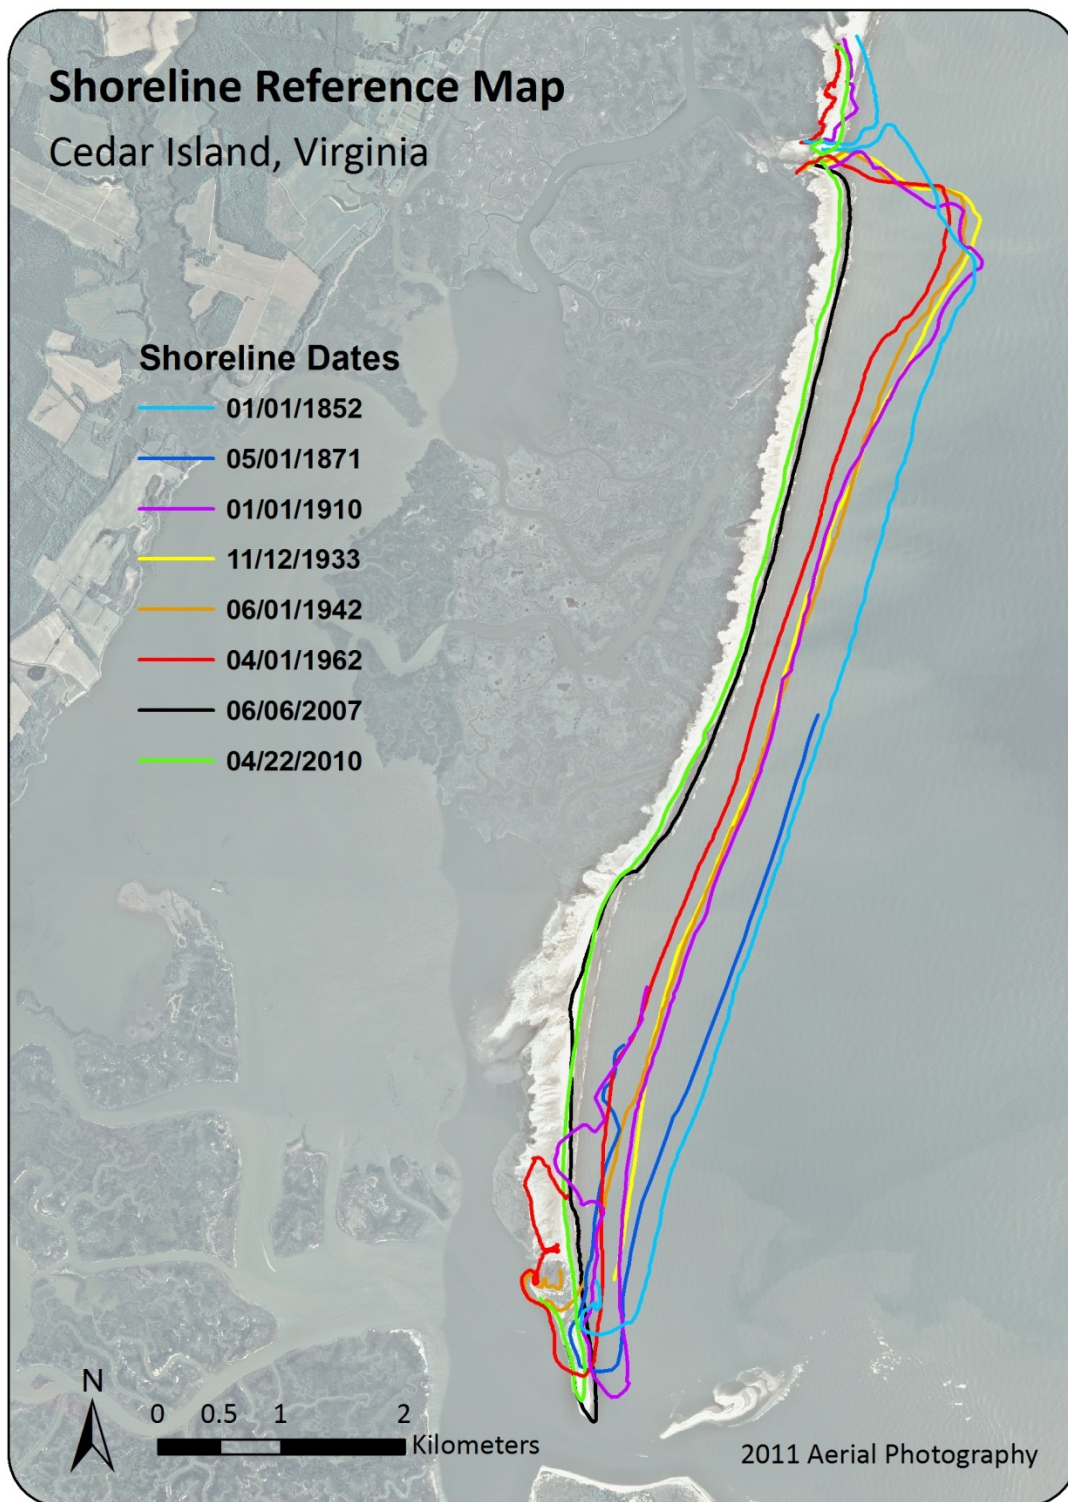 Shoreline Reference Map
Cedar Island, Virginia
Shoreline Dates
01/01/1852
05/01/1871
01/01/1910
11/12/1933
06/01/1942
04/01/1962
06/06/2007
04/22/2010
N
0 0.5 1 2
Kilometers
2011 Aerial Photography